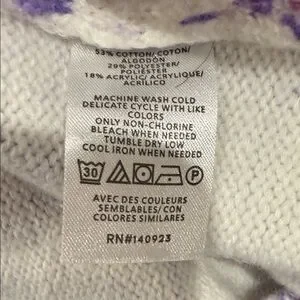 53% COTTON/COTON/
ALGODÓN
29% POLYESTER/
POLIÉSTER
18% ACRYLIC/ACRYLIQUE/
ACRÍLICO
MACHINE WASH COLD
DELICATE CYCLE WITH LIKE
COLORS
ONLY NON-CHLORINE
BLEACH WHEN NEEDED
TUMBLE DRY LOW
COOL IRON WHEN NEEDED
30 P
AVEC DES COULEURS
SEMBLABLES/ CON
COLORES SIMILARES
RN#140923